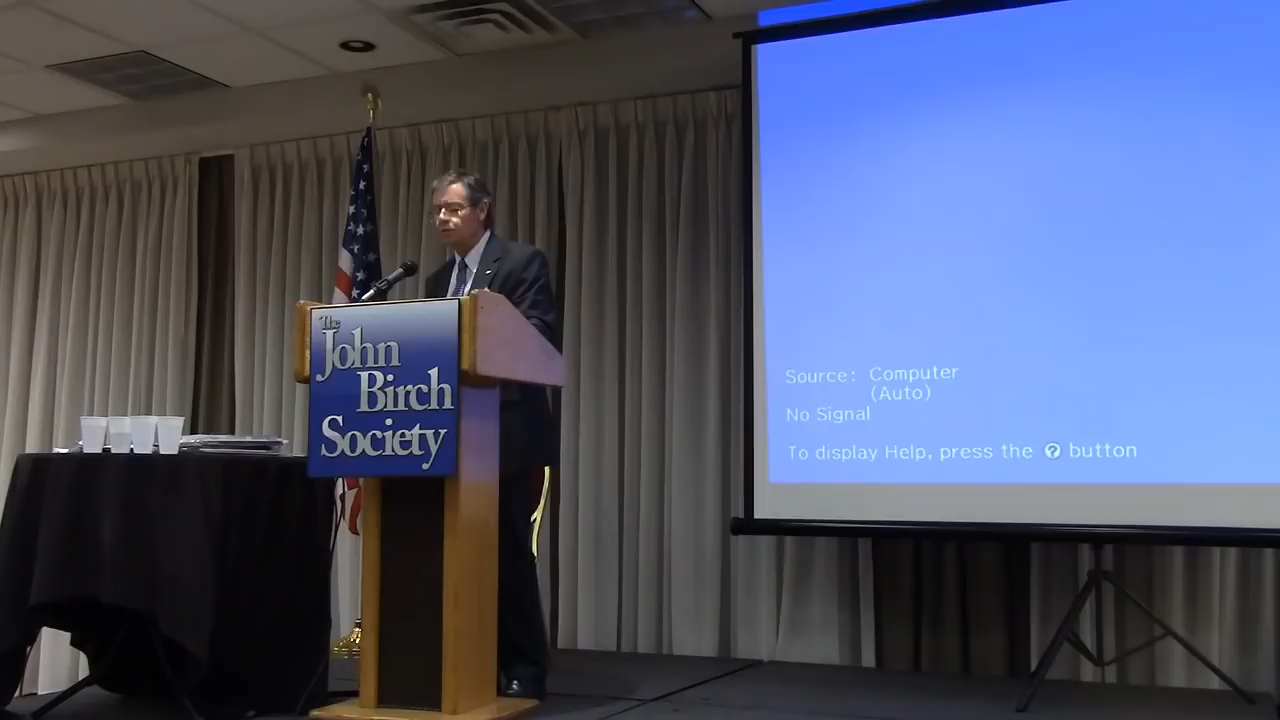 The
John
Birch
Society
Source: Computer
(Auto)
No Signal
To display Help, press the ? button